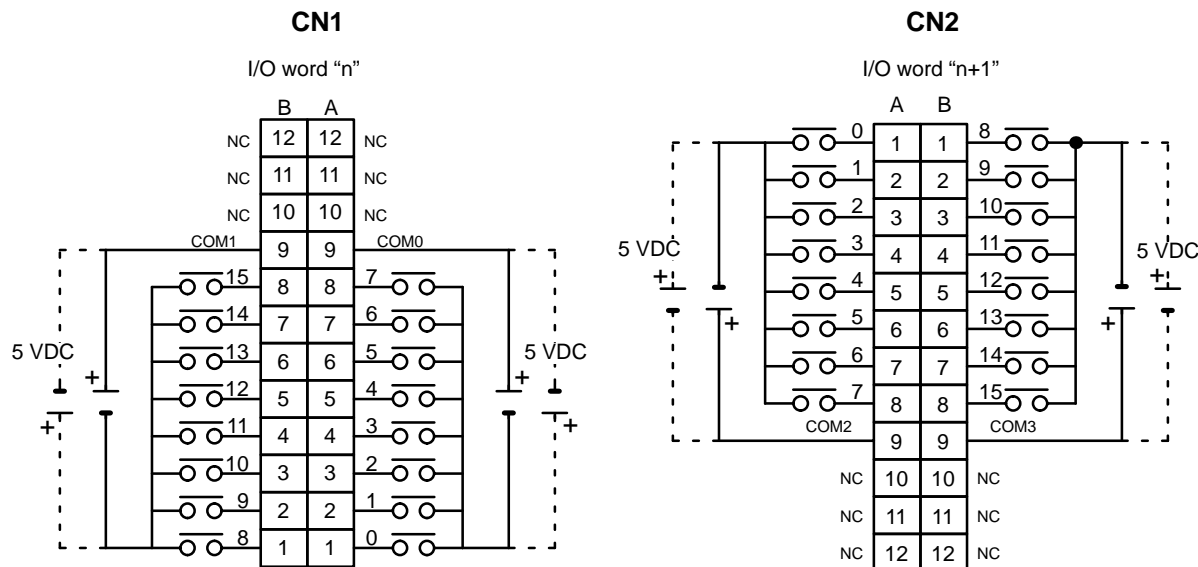 CN1
I/O word “n”
B A
NC 12 12 NC
NC 11 11 NC
NC 10 10 NC
COM1 9 9 COM0
15 8 8 7
14 7 7 6
13 6 6 5
5 VDC 5 VDC
+ +
12 5 5 4
+ +
11 4 4 3
10 3 3 2
9 2 2 1
8 1 1 0
CN2
I/O word “n+1”
A B
0 1 1 8
1 2 2 9
2 3 3 10
5 VDC 3 4 4 11 5 VDC
+ +
4 5 5 12
+ +
5 6 6 13
6 7 7 14
7 8 8 15
COM2 9 9 COM3
NC 10 10 NC
NC 11 11 NC
NC 12 12 NC